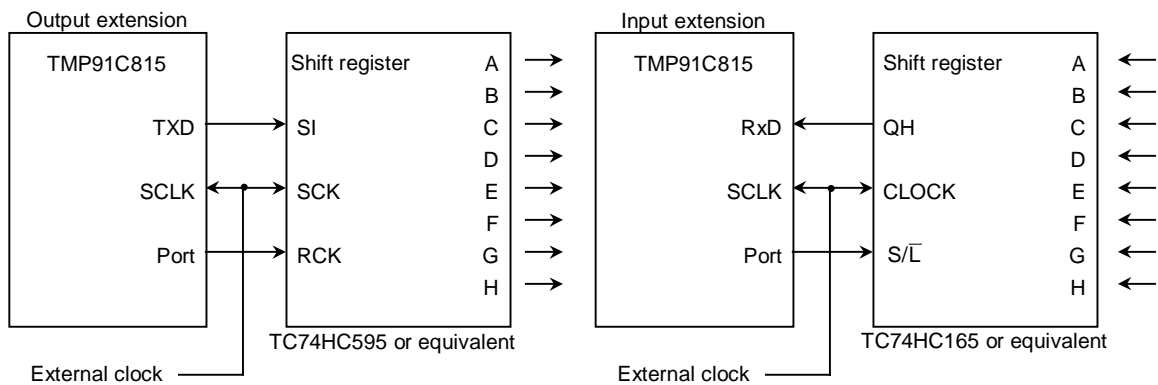 Output extension
TMP91C815
TXD
SCLK
Port
Shift register
SI
SCK
RCK
A
B
C
D
E
F
G
H
TC74HC595 or equivalent
External clock
Input extension
TMP91C815
RxD
SCLK
Port
Shift register
QH
CLOCK
S/L̅
A
B
C
D
E
F
G
H
TC74HC165 or equivalent
External clock